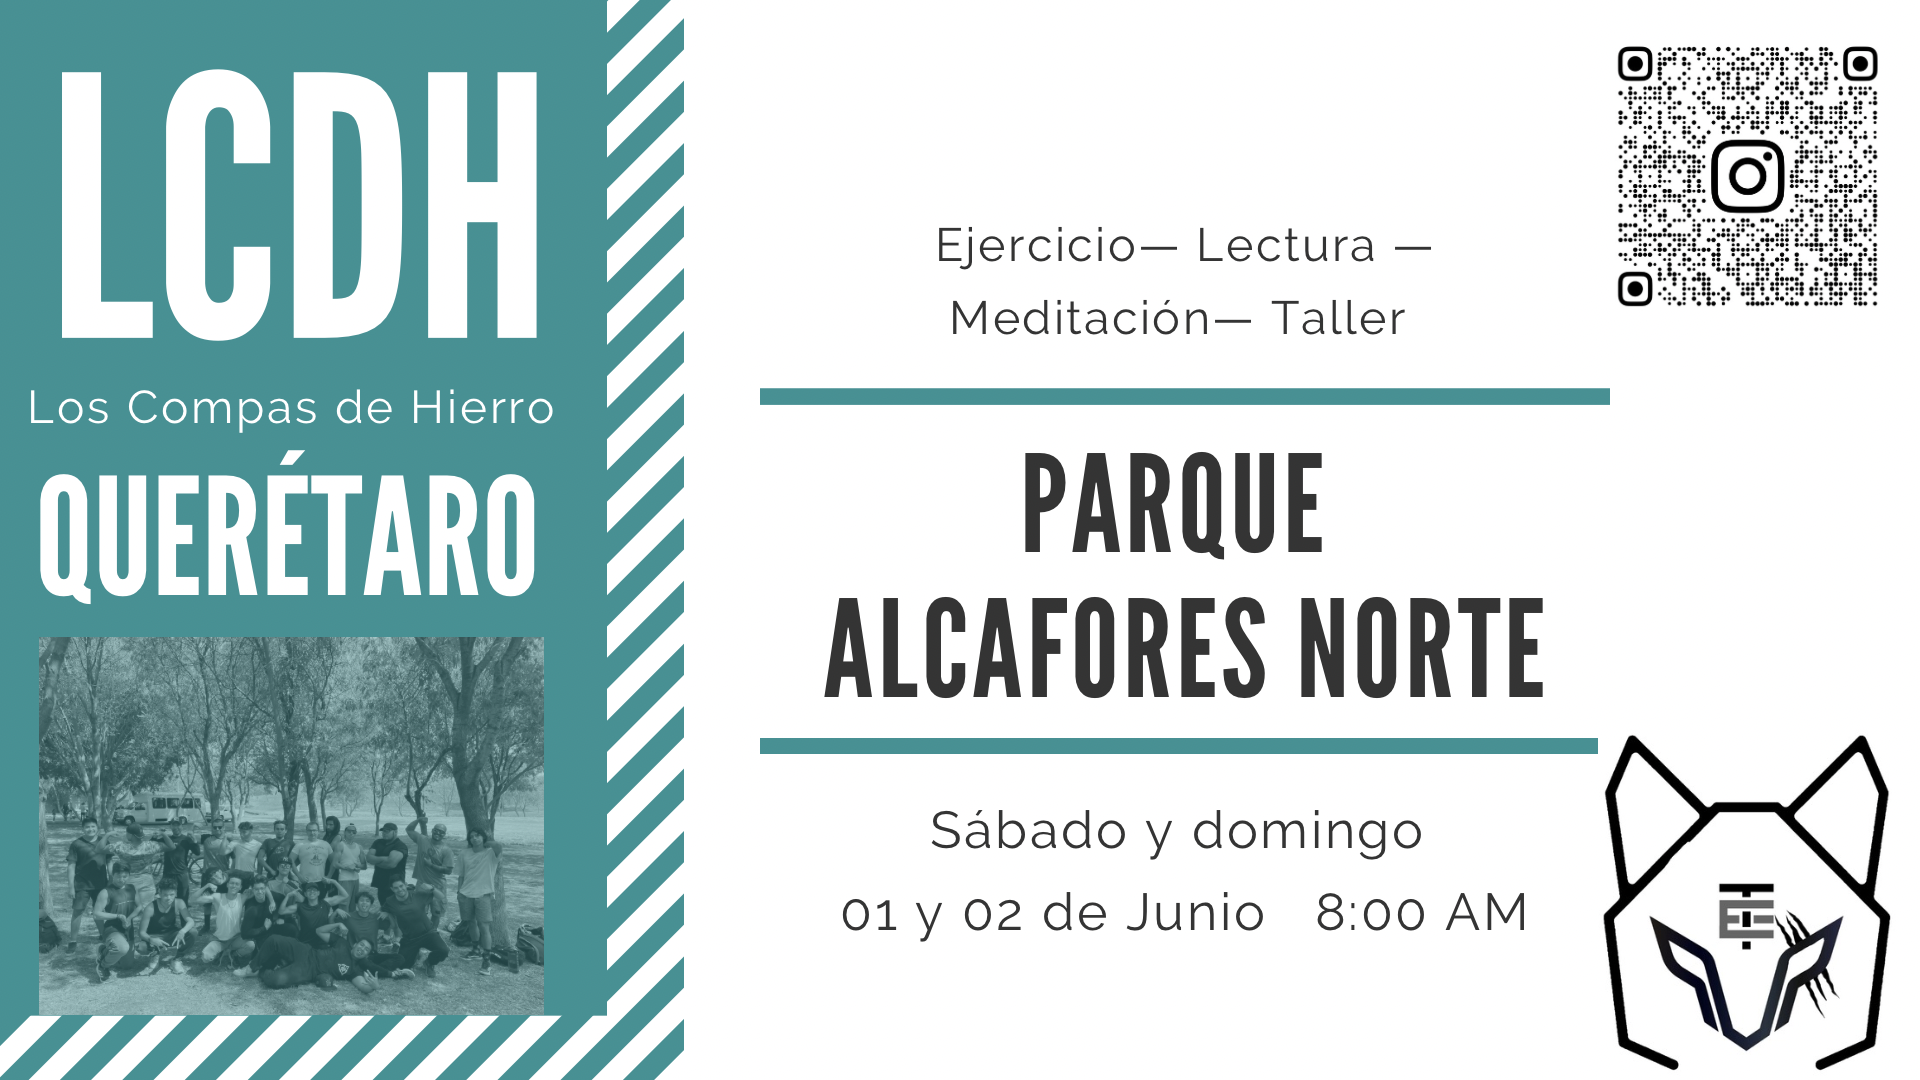 LCDH
Los Compas de Hierro
QUERÉTARO
Ejercicio— Lectura —
Meditación— Taller
PARQUE
ALCAFORES NORTE
Sábado y domingo
01 y 02 de Junio 8:00 AM